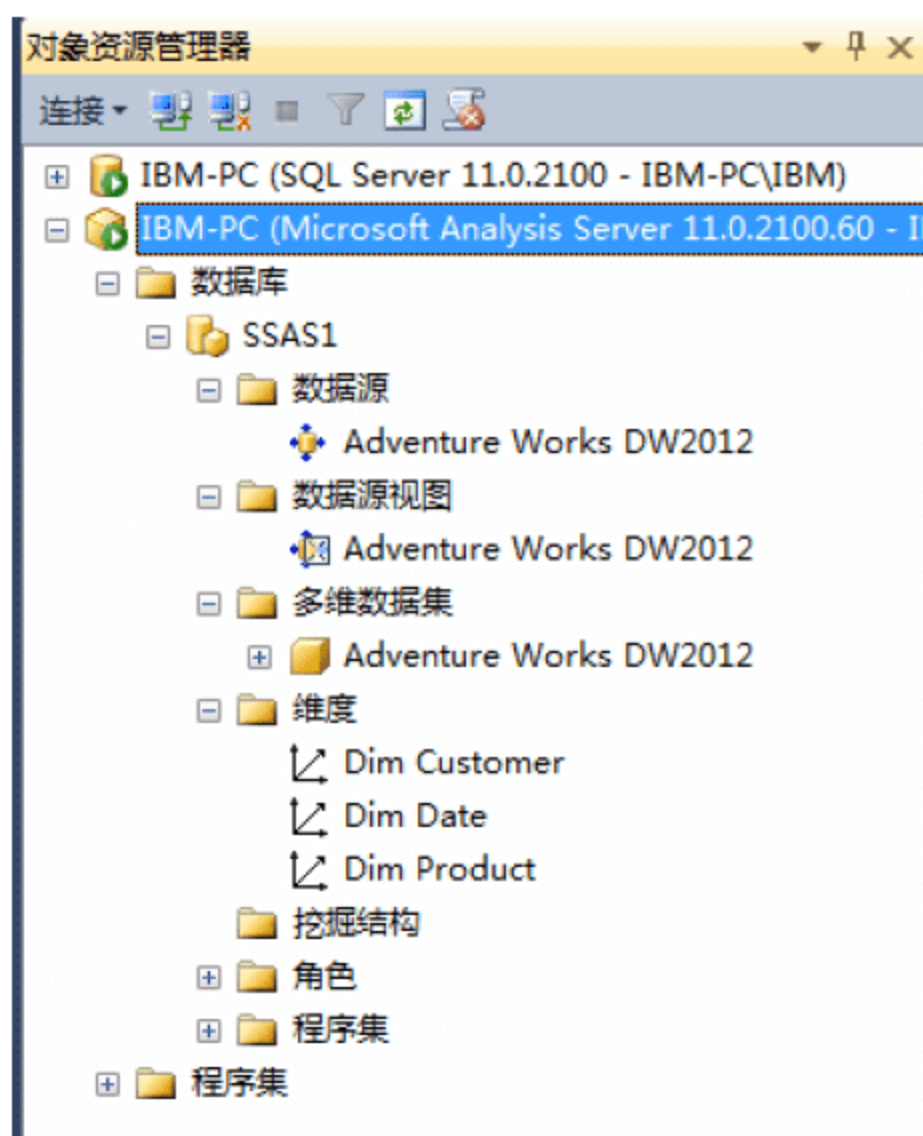 对象资源管理器
连接
IBM-PC (SQL Server 11.0.2100 - IBM-PC\IBM)
IBM-PC (Microsoft Analysis Server 11.0.2100.60 - I
数据库
SSAS1
数据源
Adventure Works DW2012
数据源视图
Adventure Works DW2012
多维数据集
Adventure Works DW2012
维度
Dim Customer
Dim Date
Dim Product
挖掘结构
角色
程序集
程序集